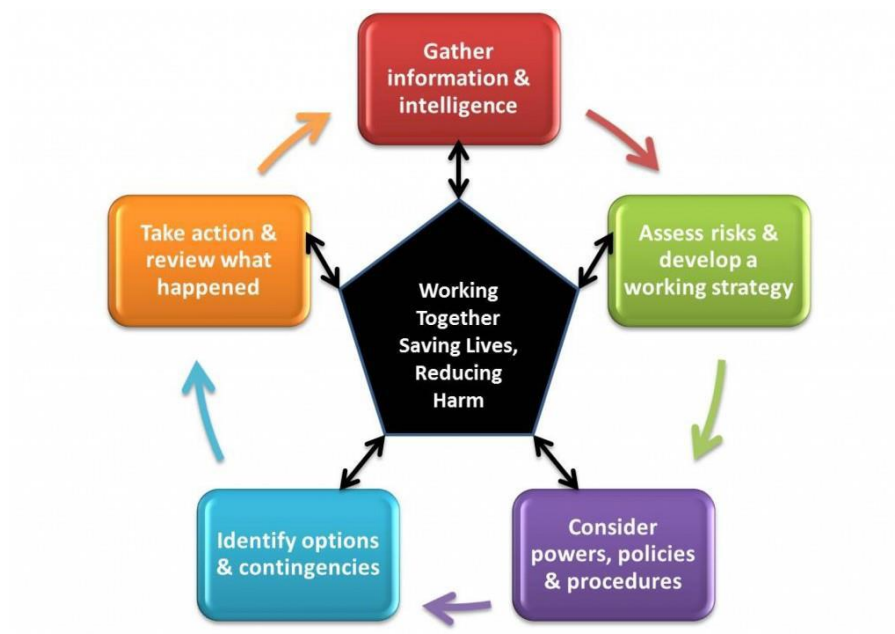 Gather
information &
intelligence
Assess risks &
develop a
working strategy
Consider
powers, policies
& procedures
Identify options
& contingencies
Take action &
review what
happened
Working
Together
Saving Lives,
Reducing
Harm